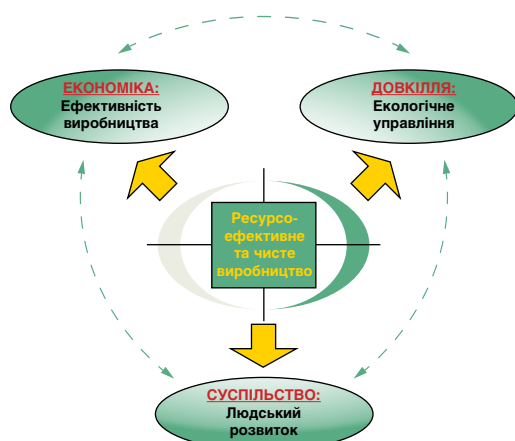 ЕКОНОМІКА:
Ефективність
виробництва
ДОВКІЛЛЯ:
Екологічне
управління
Ресурсо-
ефективне
та чисте
виробництво
СУСПІЛЬСТВО:
Людський
розвиток